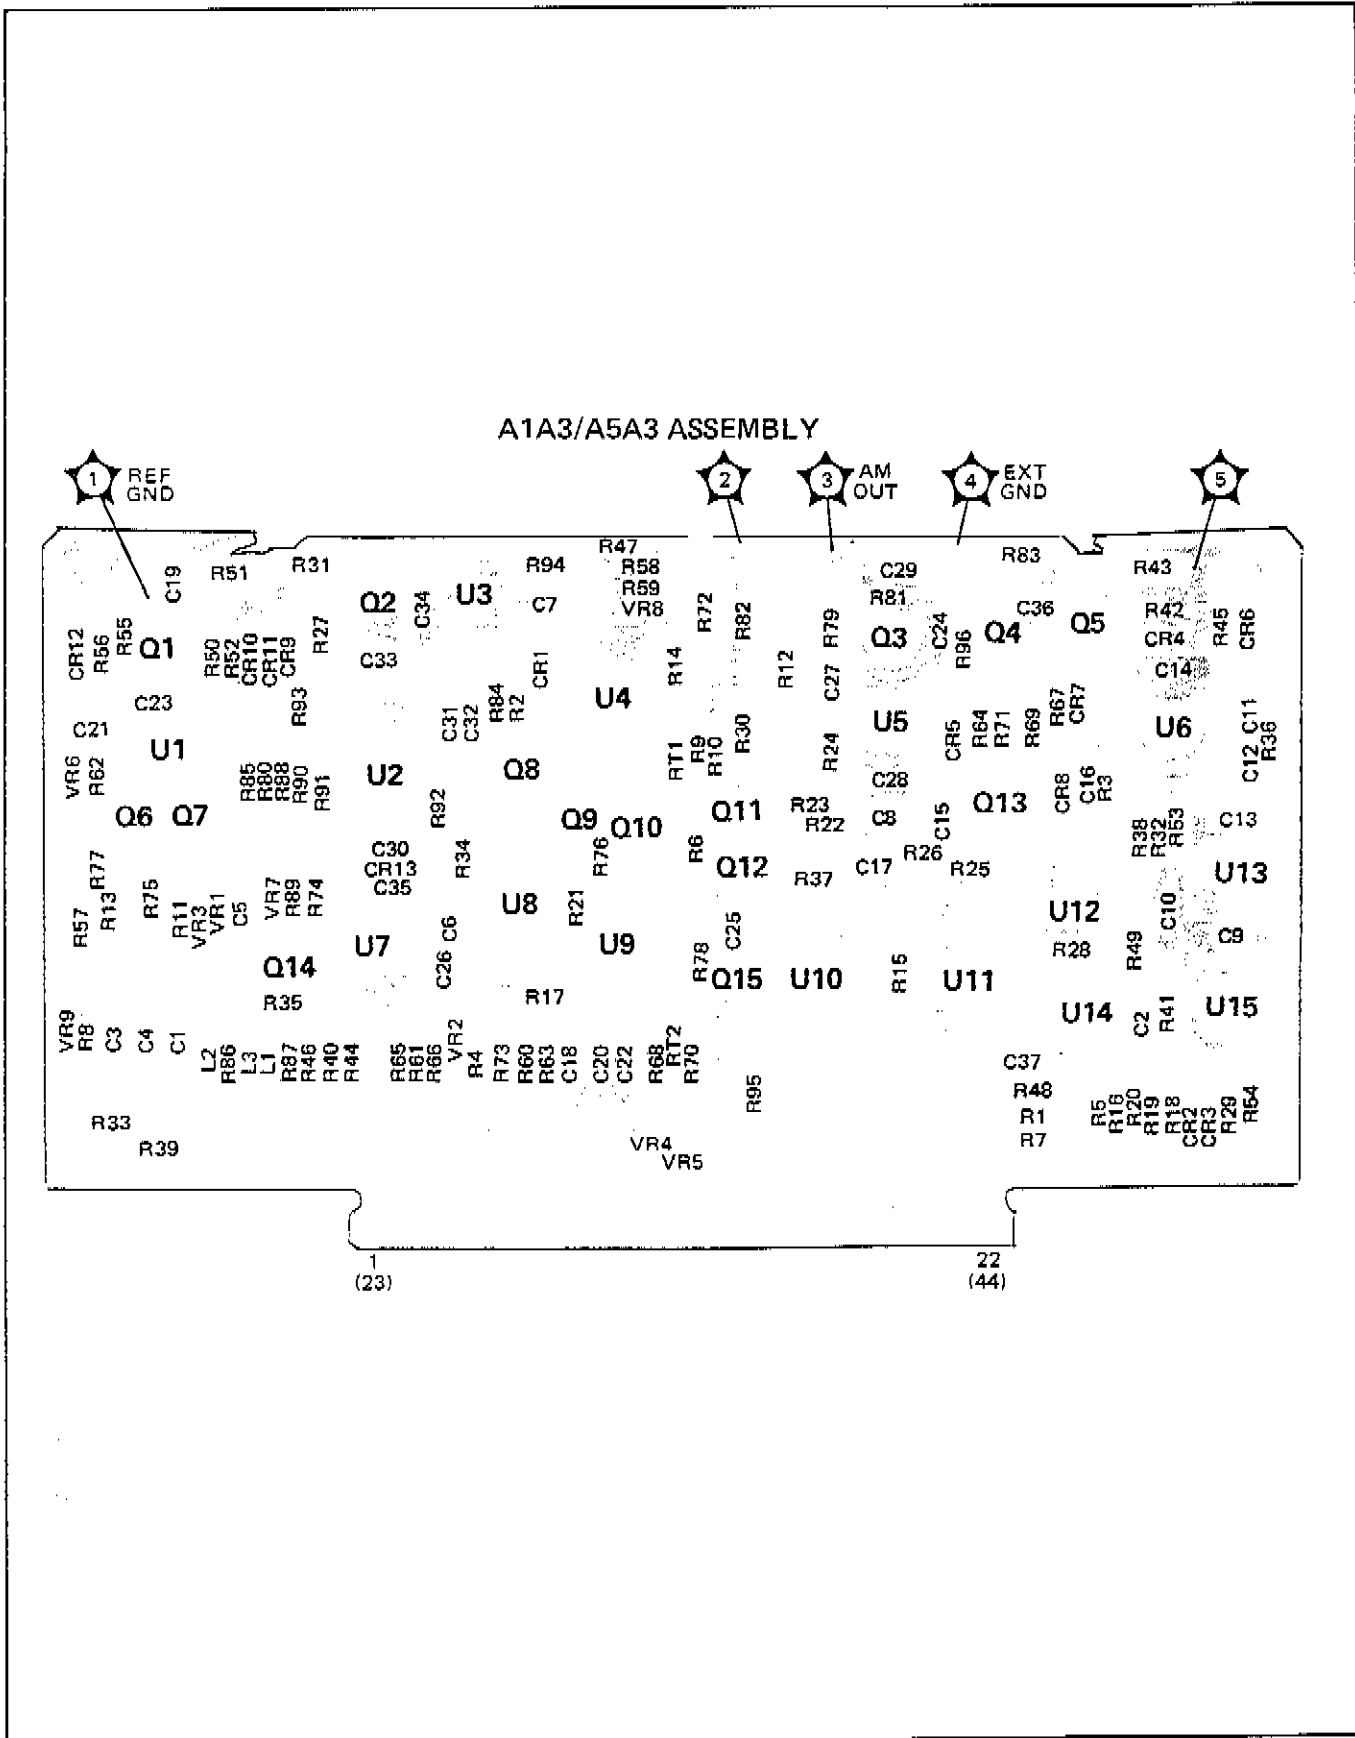 A1A3/A5A3 ASSEMBLY
1 REF GND
2
3 AM OUT
4 EXT GND
5
R47
R83
R51
R31
R94
R58
C29
R43
C19
U3
R59
R81
Q2
C34
C7
VR8
R72
R82
R79
C36
Q5
R42
R45
CR6
CR12
R56
R55
Q1
R50
R52
CR10
CR11
CR9
R27
C33
CR1
R14
R12
C27
Q3
C24
R96
Q4
CR4
C14
C23
R93
C31
C32
R84
R2
U4
R30
U5
CR5
R64
R71
R69
R67
CR7
U6
C11
R36
C12
C21
U1
VR6
R62
R85
R80
R88
R90
R91
U2
R92
Q8
RT1
R9
R10
R24
C28
CR8
C16
R3
Q6
Q7
Q9
Q10
Q11
R23
R22
C8
C15
Q13
R38
R32
R53
C13
C30
CR13
C35
R34
R76
R6
Q12
R37
C17
R26
R25
U13
R77
R57
R13
R75
R11
VR3
VR1
C5
VR7
R89
R74
U8
R21
U12
C10
U7
C6
C26
U9
C25
R28
R49
C9
Q14
R35
R17
R78
Q15
U10
R15
U11
U14
C2
R41
U15
VR9
R8
C3
C4
C1
L2
R86
L3
L1
R87
R46
R40
R44
R65
R61
R66
VR2
R4
R73
R60
R63
C18
C20
C22
R68
RT2
R70
R95
C37
R48
R1
R7
R5
R16
R20
R19
R18
CR2
CR3
R29
R54
R33
R39
VR4
VR5
1
(23)
22
(44)